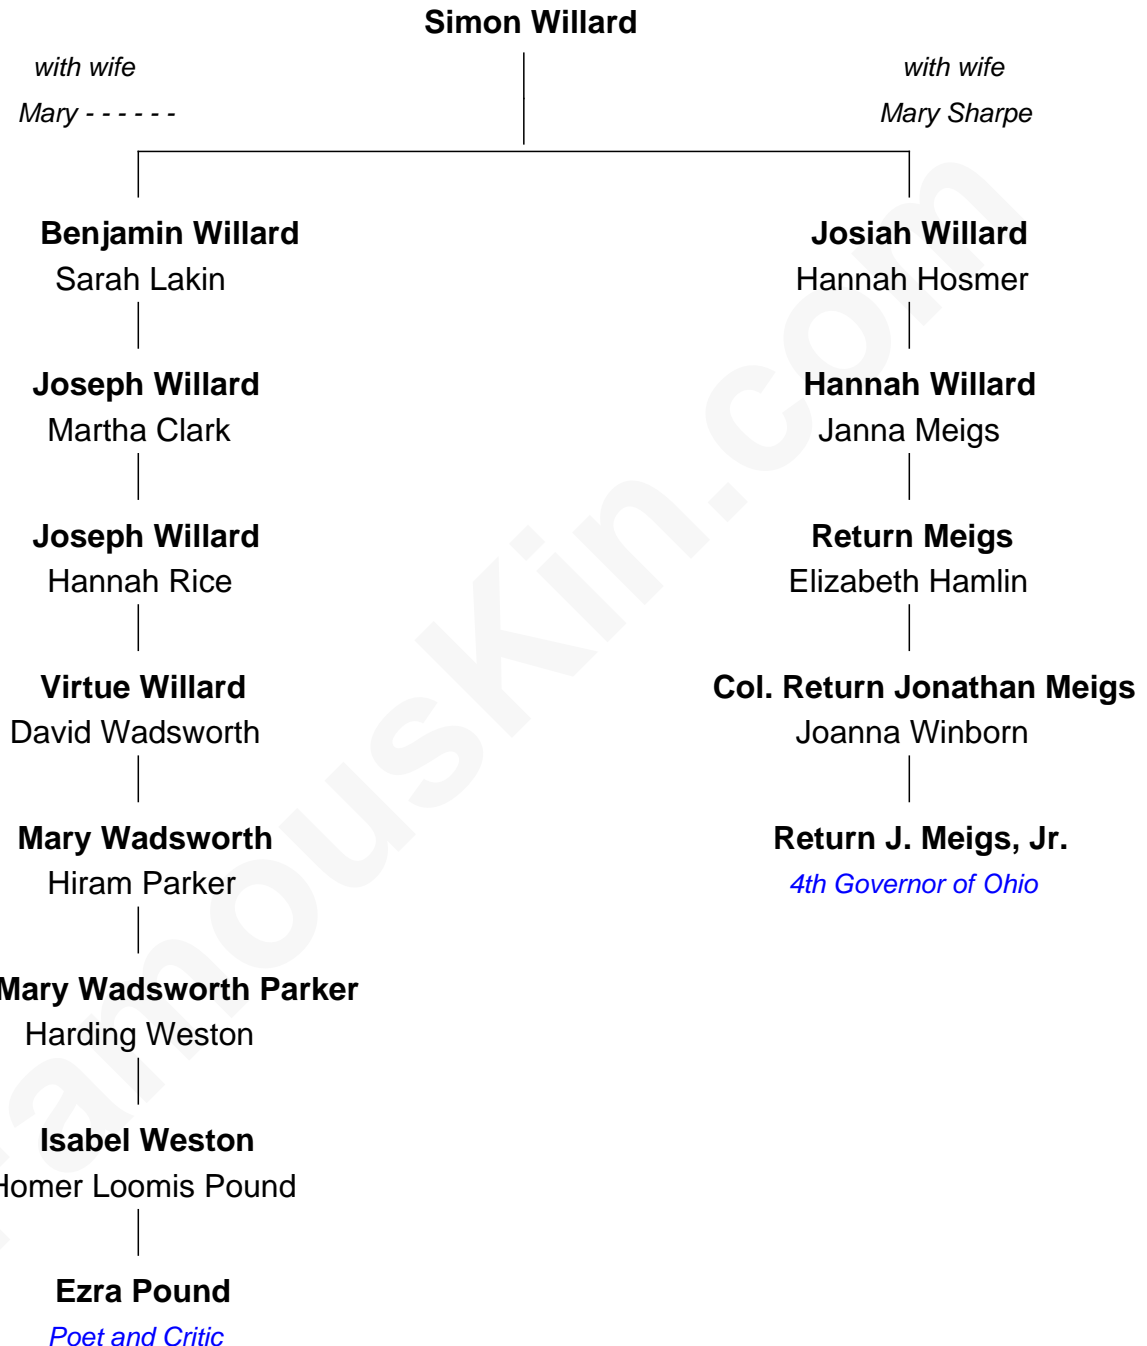 Simon Willard
with wife
with wife
Mary - - - - - -
Mary Sharpe
Benjamin Willard
Josiah Willard
Sarah Lakin
Hannah Hosmer
Joseph Willard
Hannah Willard
Martha Clark
Janna Meigs
Joseph Willard
Return Meigs
Hannah Rice
Elizabeth Hamlin
Virtue Willard
Col. Return Jonathan Meigs
David Wadsworth
Joanna Winborn
Mary Wadsworth
Return J. Meigs, Jr.
Hiram Parker
4th Governor of Ohio
Mary Wadsworth Parker
Harding Weston
Isabel Weston
Homer Loomis Pound
Ezra Pound
Poet and Critic
FamousKin.com